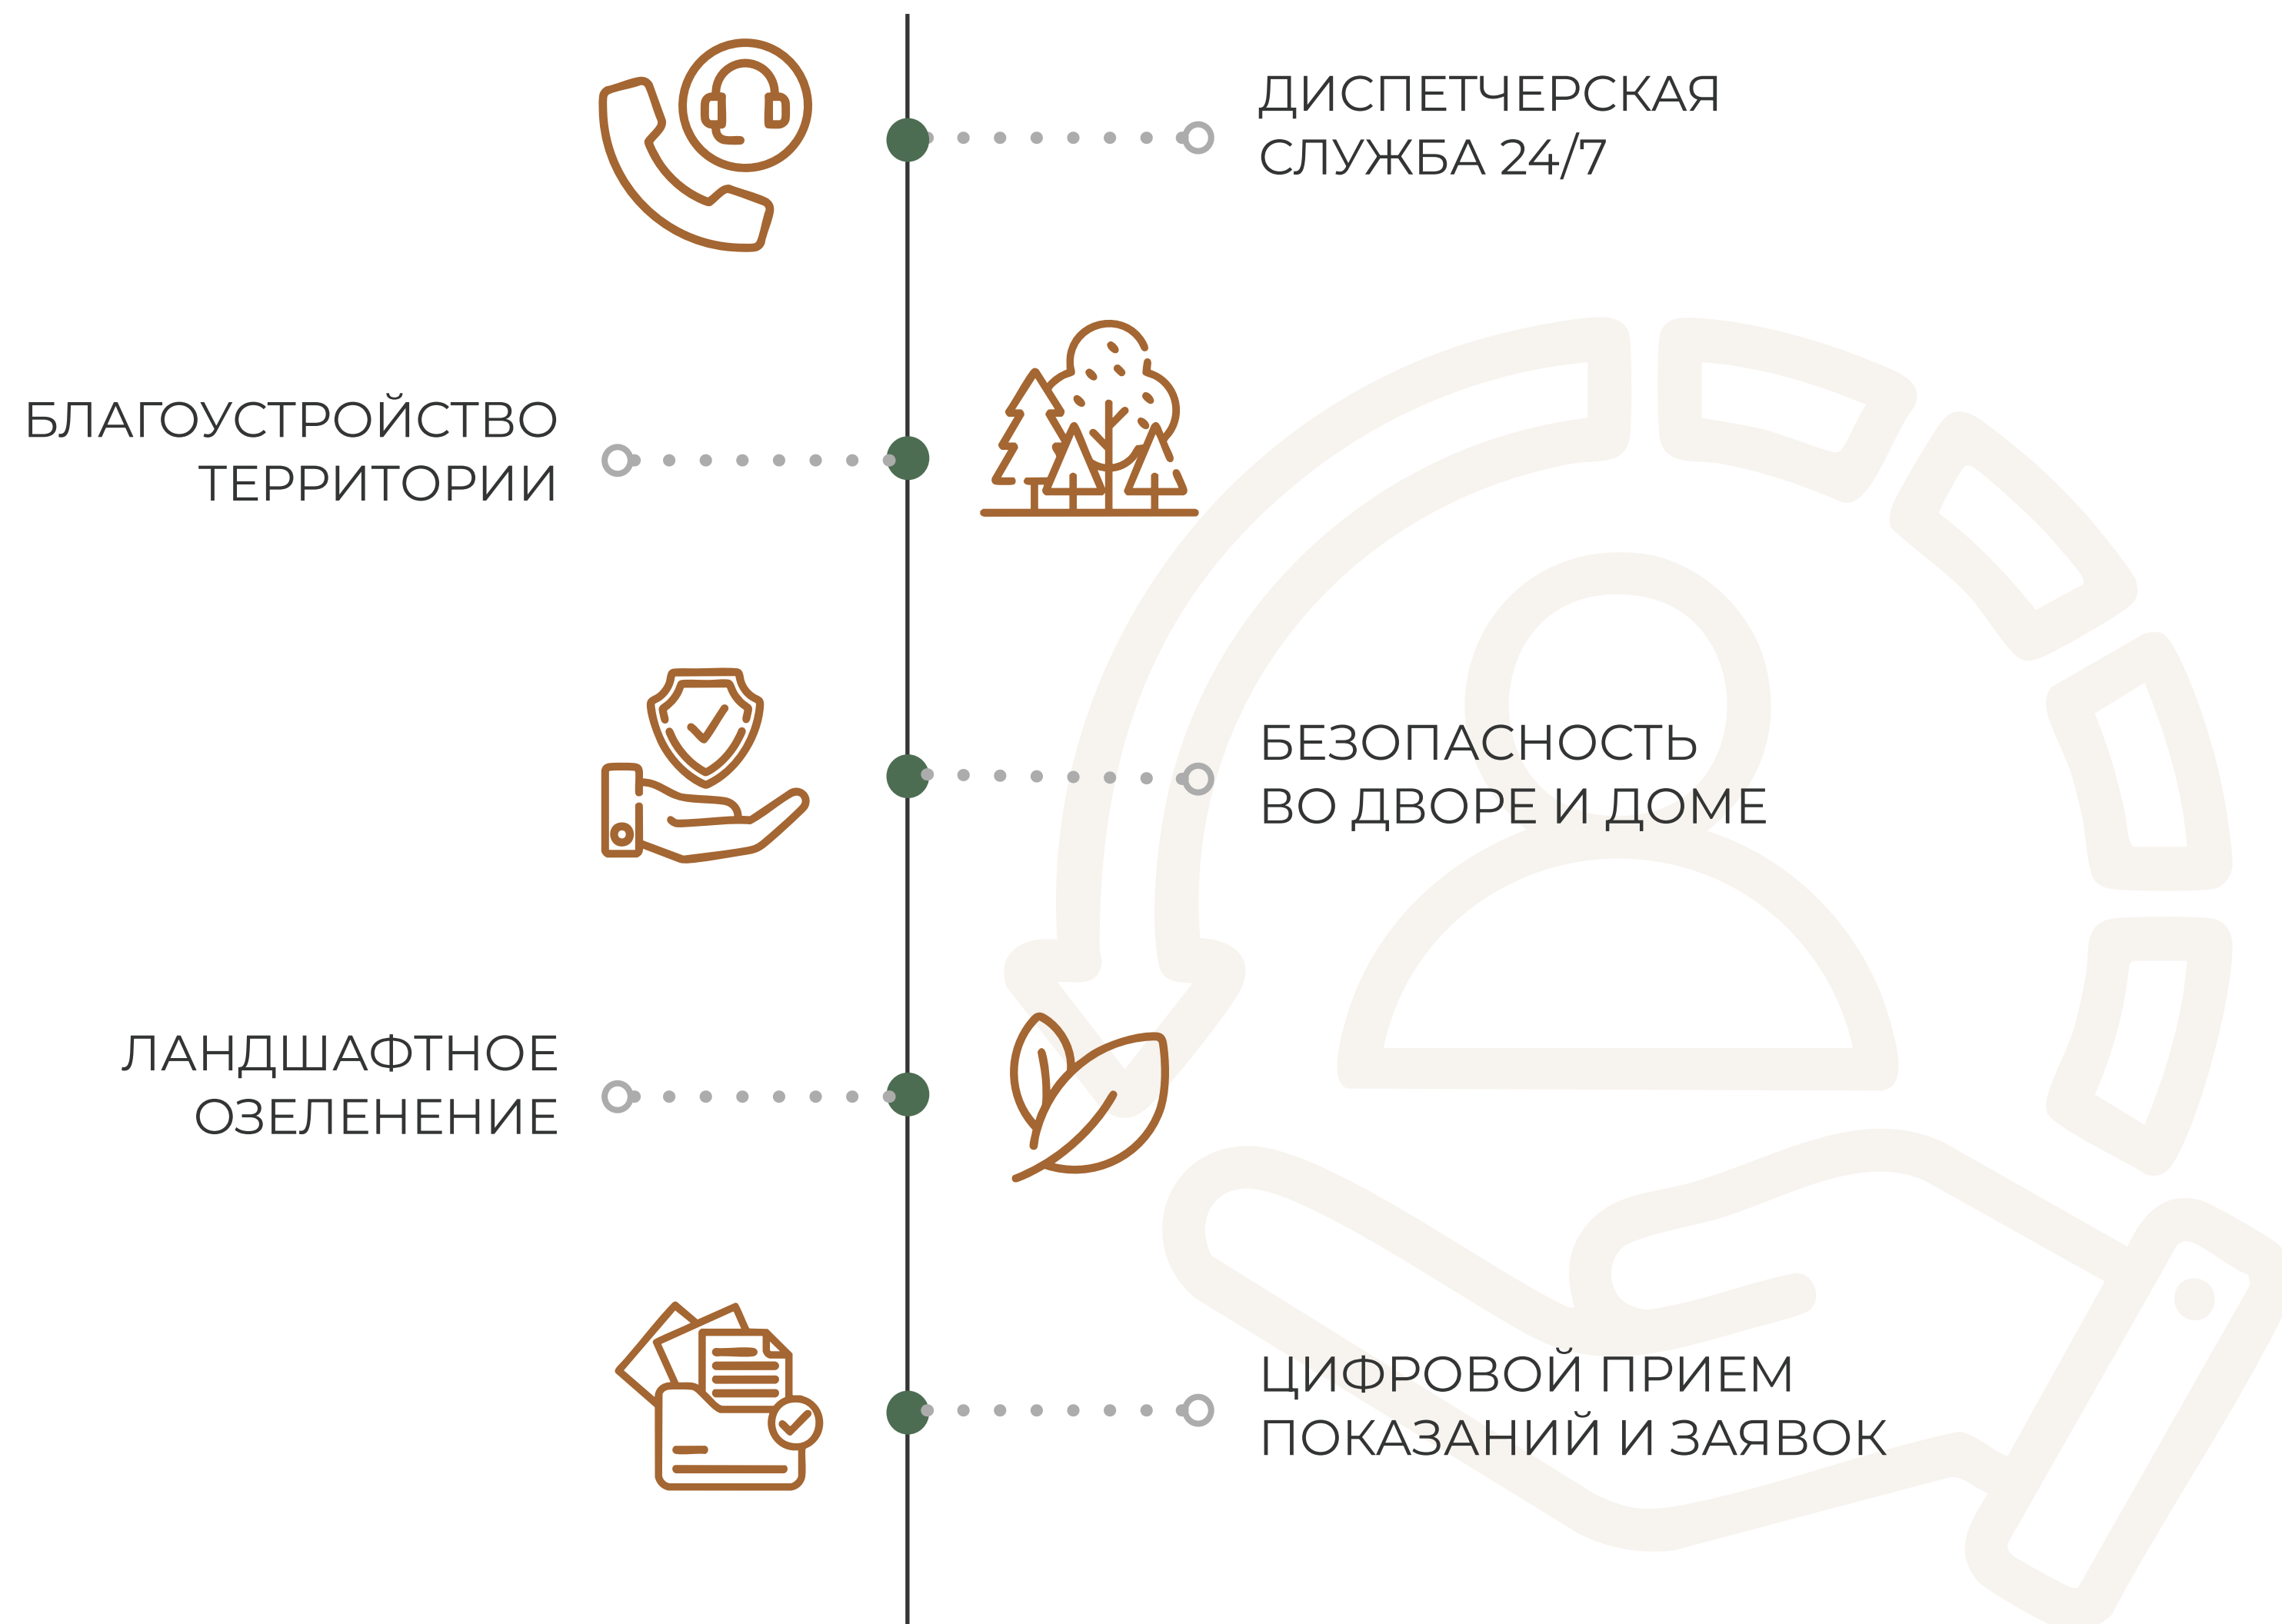 ДИСПЕТЧЕРСКАЯ
СЛУЖБА 24/7
БЛАГОУСТРОЙСТВО
ТЕРРИТОРИИ
БЕЗОПАСНОСТЬ
ВО ДВОРЕ И ДОМЕ
ЛАНДШАФТНОЕ
ОЗЕЛЕНЕНИЕ
ЦИФРОВОЙ ПРИЕМ
ПОКАЗАНИЙ И ЗАЯВОК